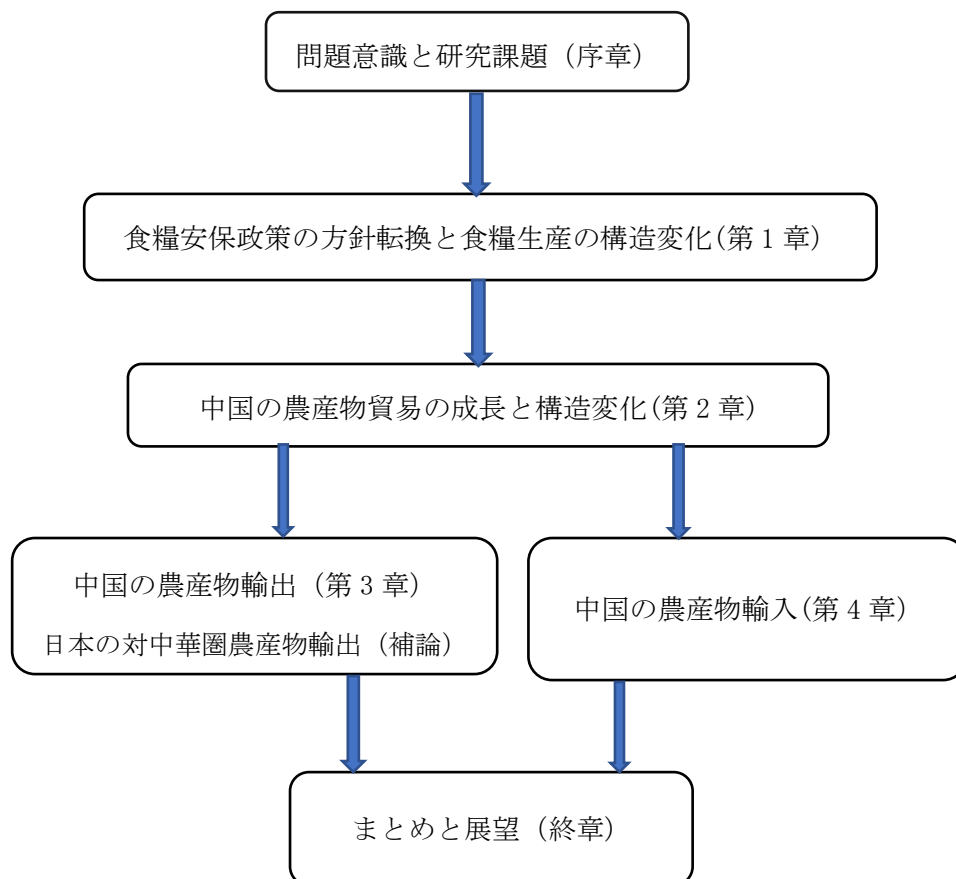 問題意識と研究課題（序章）
食糧安保政策の方針転換と食糧生産の構造変化(第１章）
中国の農産物貿易の成長と構造変化(第２章）
中国の農産物輸出（第３章）
日本の対中華圏農産物輸出（補論）
中国の農産物輸入(第４章）
まとめと展望（終章）